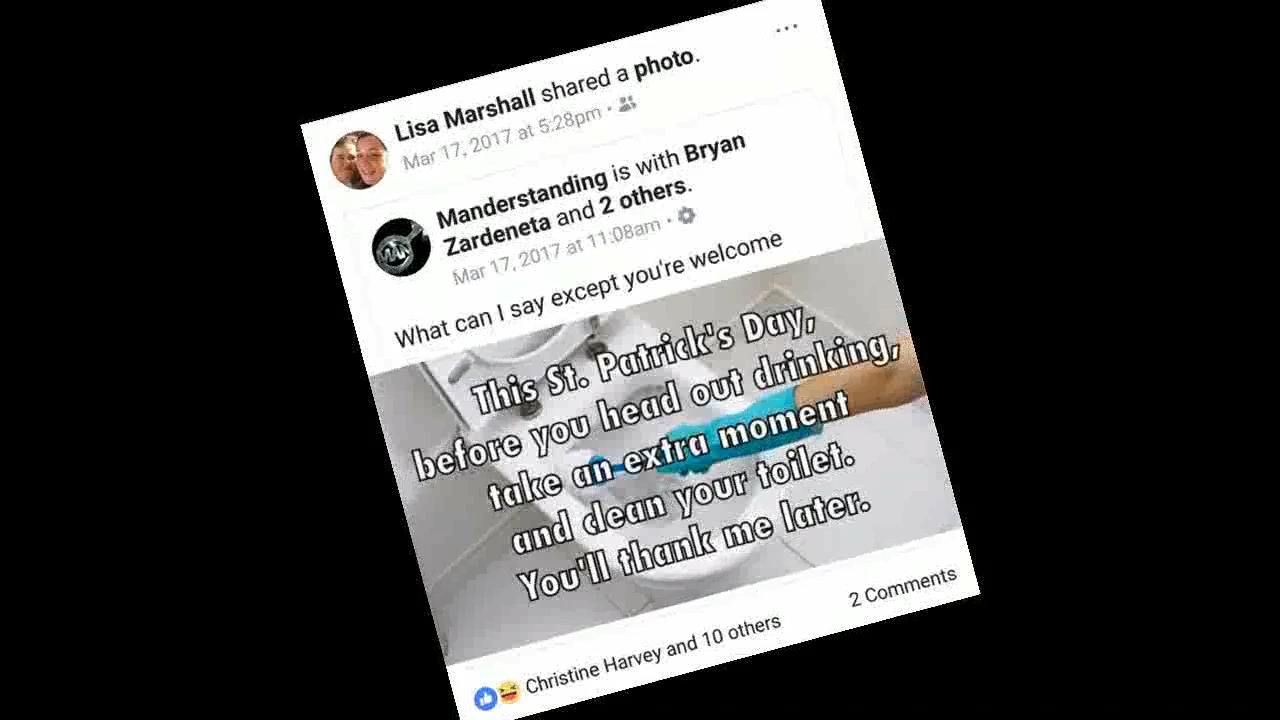 Lisa Marshall shared a photo.
Mar 17, 2017 at 5:28pm ·
MAN
Manderstanding is with Bryan
Zardeneta and 2 others.
Mar 17, 2017 at 11:08am ·
What can I say except you're welcome
This St. Patrick's Day,
before you head out drinking,
take an extra moment
and clean your toilet.
You'll thank me later.
Christine Harvey and 10 others
2 Comments